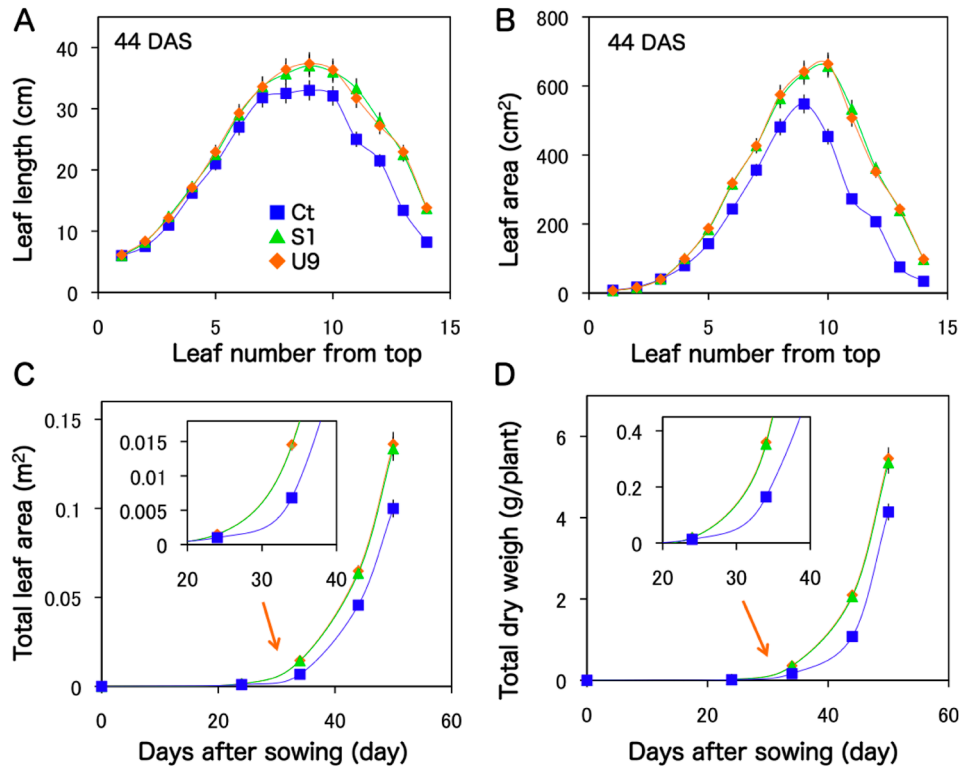 A
44 DAS
Leaf length (cm)
40
30
20
10
0
0 5 10 15
Leaf number from top
Ct
S1
U9
B
44 DAS
Leaf area (cm²)
800
600
400
200
0
0 5 10 15
Leaf number from top
C
Total leaf area (m²)
0.15
0.1
0.05
0
0 20 40 60
Days after sowing (day)
0.015
0.01
0.005
0
20 30 40
D
Total dry weigh (g/plant)
6
4
2
0
0 20 40 60
Days after sowing (day)
0.4
0.2
0
20 30 40